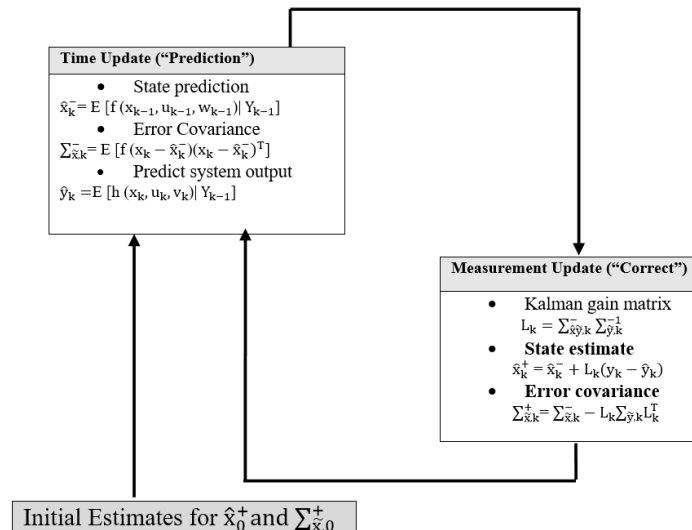 Time Update (“Prediction”)
• State prediction
x̂ₖ⁻= E [f (xₖ₋₁, uₖ₋₁, wₖ₋₁)| Yₖ₋₁]
• Error Covariance
∑⁻x̃,k= E [f (xₖ − x̂ₖ⁻)(xₖ − x̂ₖ⁻)ᵀ]
• Predict system output
ŷₖ =E [h (xₖ, uₖ, vₖ)| Yₖ₋₁]
Measurement Update (“Correct”)
• Kalman gain matrix
Lₖ = ∑⁻x̃ỹ,k ∑⁻¹ỹ,k
• State estimate
x̂ₖ⁺ = x̂ₖ⁻ + Lₖ(yₖ − ŷₖ)
• Error covariance
∑⁺x̃,k= ∑⁻x̃,k − Lₖ∑ỹ,kLₖᵀ
Initial Estimates for x̂₀⁺ and ∑⁺x̃,0